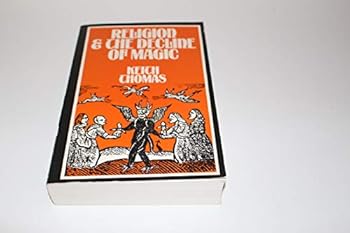 RELIGION
& THE DECLINE
OF MAGIC
KEITH
THOMAS